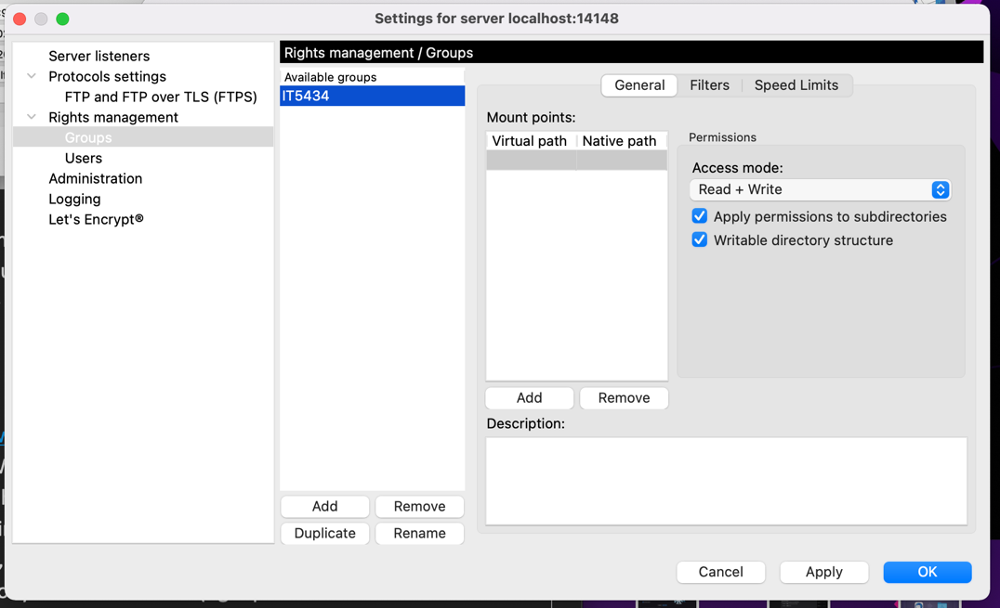 Settings for server localhost:14148
Server listeners
Protocols settings
FTP and FTP over TLS (FTPS)
Rights management
Groups
Users
Administration
Logging
Let's Encrypt®
Rights management / Groups
Available groups
IT5434
Add
Remove
Duplicate
Rename
General
Filters
Speed Limits
Mount points:
Virtual path
Native path
Add
Remove
Permissions
Access mode:
Read + Write
Apply permissions to subdirectories
Writable directory structure
Description:
Cancel
Apply
OK